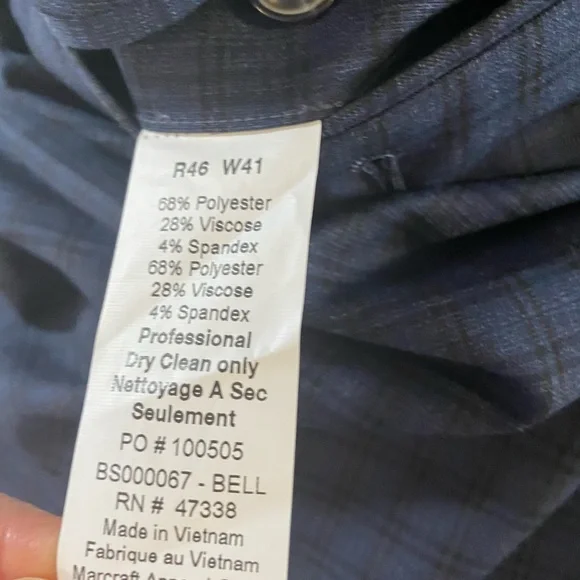 R46 W41
68% Polyester
28% Viscose
4% Spandex
68% Polyester
28% Viscose
4% Spandex
Professional
Dry Clean only
Nettoyage A Sec
Seulement
PO # 100505
BS000067 - BELL
RN # 47338
Made in Vietnam
Fabrique au Vietnam
Marcraft